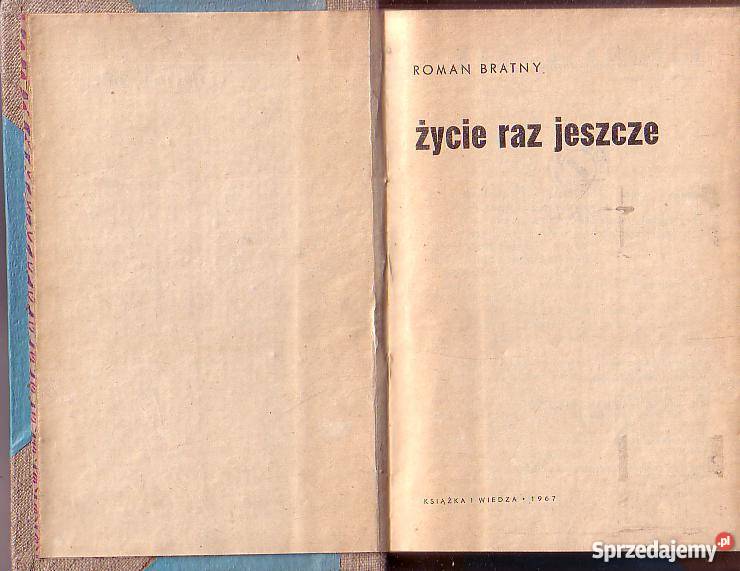 ROMAN BRATNY
życie raz jeszcze
KSIĄŻKA I WIEDZA • 1967
Sprzedajemy.pl